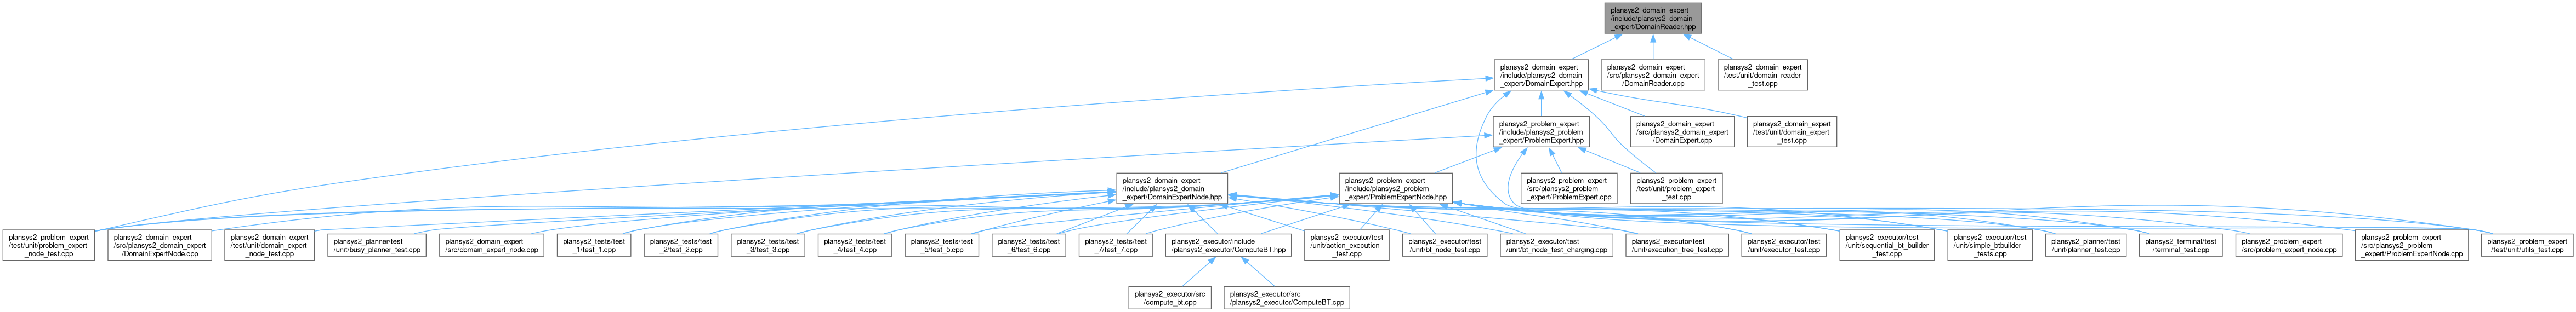 plansys2_domain_expert
/include/plansys2_domain
_expert/DomainReader.hpp
plansys2_domain_expert
/include/plansys2_domain
_expert/DomainExpert.hpp
plansys2_domain_expert
/src/plansys2_domain_expert
/DomainReader.cpp
plansys2_domain_expert
/test/unit/domain_reader
_test.cpp
plansys2_problem_expert
/include/plansys2_problem
_expert/ProblemExpert.hpp
plansys2_domain_expert
/src/plansys2_domain_expert
/DomainExpert.cpp
plansys2_domain_expert
/test/unit/domain_expert
_test.cpp
plansys2_domain_expert
/include/plansys2_domain
_expert/DomainExpertNode.hpp
plansys2_problem_expert
/include/plansys2_problem
_expert/ProblemExpertNode.hpp
plansys2_problem_expert
/src/plansys2_problem
_expert/ProblemExpert.cpp
plansys2_problem_expert
/test/unit/problem_expert
_test.cpp
plansys2_problem_expert
/test/unit/problem_expert
_node_test.cpp
plansys2_domain_expert
/src/plansys2_domain_expert
/DomainExpertNode.cpp
plansys2_domain_expert
/test/unit/domain_expert
_node_test.cpp
plansys2_planner/test
/unit/busy_planner_test.cpp
plansys2_domain_expert
/src/domain_expert_node.cpp
plansys2_tests/test
_1/test_1.cpp
plansys2_tests/test
_2/test_2.cpp
plansys2_tests/test
_3/test_3.cpp
plansys2_tests/test
_4/test_4.cpp
plansys2_tests/test
_5/test_5.cpp
plansys2_tests/test
_6/test_6.cpp
plansys2_tests/test
_7/test_7.cpp
plansys2_executor/include
/plansys2_executor/ComputeBT.hpp
plansys2_executor/test
/unit/action_execution
_test.cpp
plansys2_executor/test
/unit/bt_node_test.cpp
plansys2_executor/test
/unit/bt_node_test_charging.cpp
plansys2_executor/test
/unit/execution_tree_test.cpp
plansys2_executor/test
/unit/executor_test.cpp
plansys2_executor/test
/unit/sequential_bt_builder
_test.cpp
plansys2_executor/test
/unit/simple_btbuilder
_tests.cpp
plansys2_planner/test
/unit/planner_test.cpp
plansys2_terminal/test
/terminal_test.cpp
plansys2_problem_expert
/src/problem_expert_node.cpp
plansys2_problem_expert
/src/plansys2_problem
_expert/ProblemExpertNode.cpp
plansys2_problem_expert
/test/unit/utils_test.cpp
plansys2_executor/src
/compute_bt.cpp
plansys2_executor/src
/plansys2_executor/ComputeBT.cpp